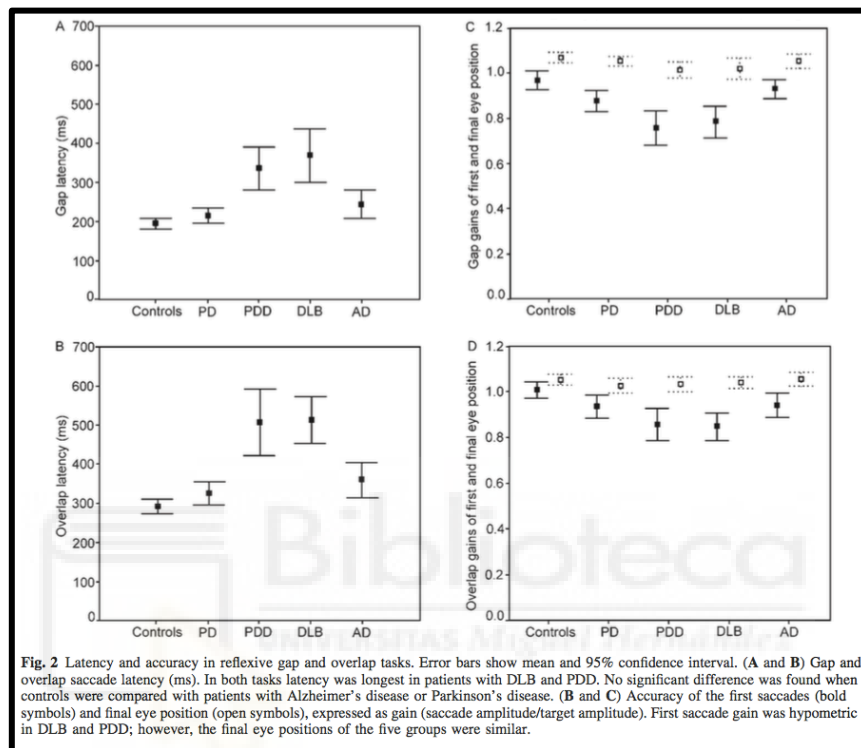 A
700
600
500
400
300
200
100
0
Gap latency (ms)
Controls PD PDD DLB AD
C
1.2
1.0
0.8
0.6
0.4
0.2
0.0
Gap gains of first and final eye position
Controls PD PDD DLB AD
B
700
600
500
400
300
200
100
0
Overlap latency (ms)
Controls PD PDD DLB AD
D
1.2
1.0
0.8
0.6
0.4
0.2
0.0
Overlap gains of first and final eye position
Controls PD PDD DLB AD
Biblioteca
UNIVERSITAS Miguel Hernández
Fig. 2 Latency and accuracy in reflexive gap and overlap tasks. Error bars show mean and 95% confidence interval. (A and B) Gap and
overlap saccade latency (ms). In both tasks latency was longest in patients with DLB and PDD. No significant difference was found when
controls were compared with patients with Alzheimer's disease or Parkinson's disease. (B and C) Accuracy of the first saccades (bold
symbols) and final eye position (open symbols), expressed as gain (saccade amplitude/target amplitude). First saccade gain was hypometric
in DLB and PDD; however, the final eye positions of the five groups were similar.